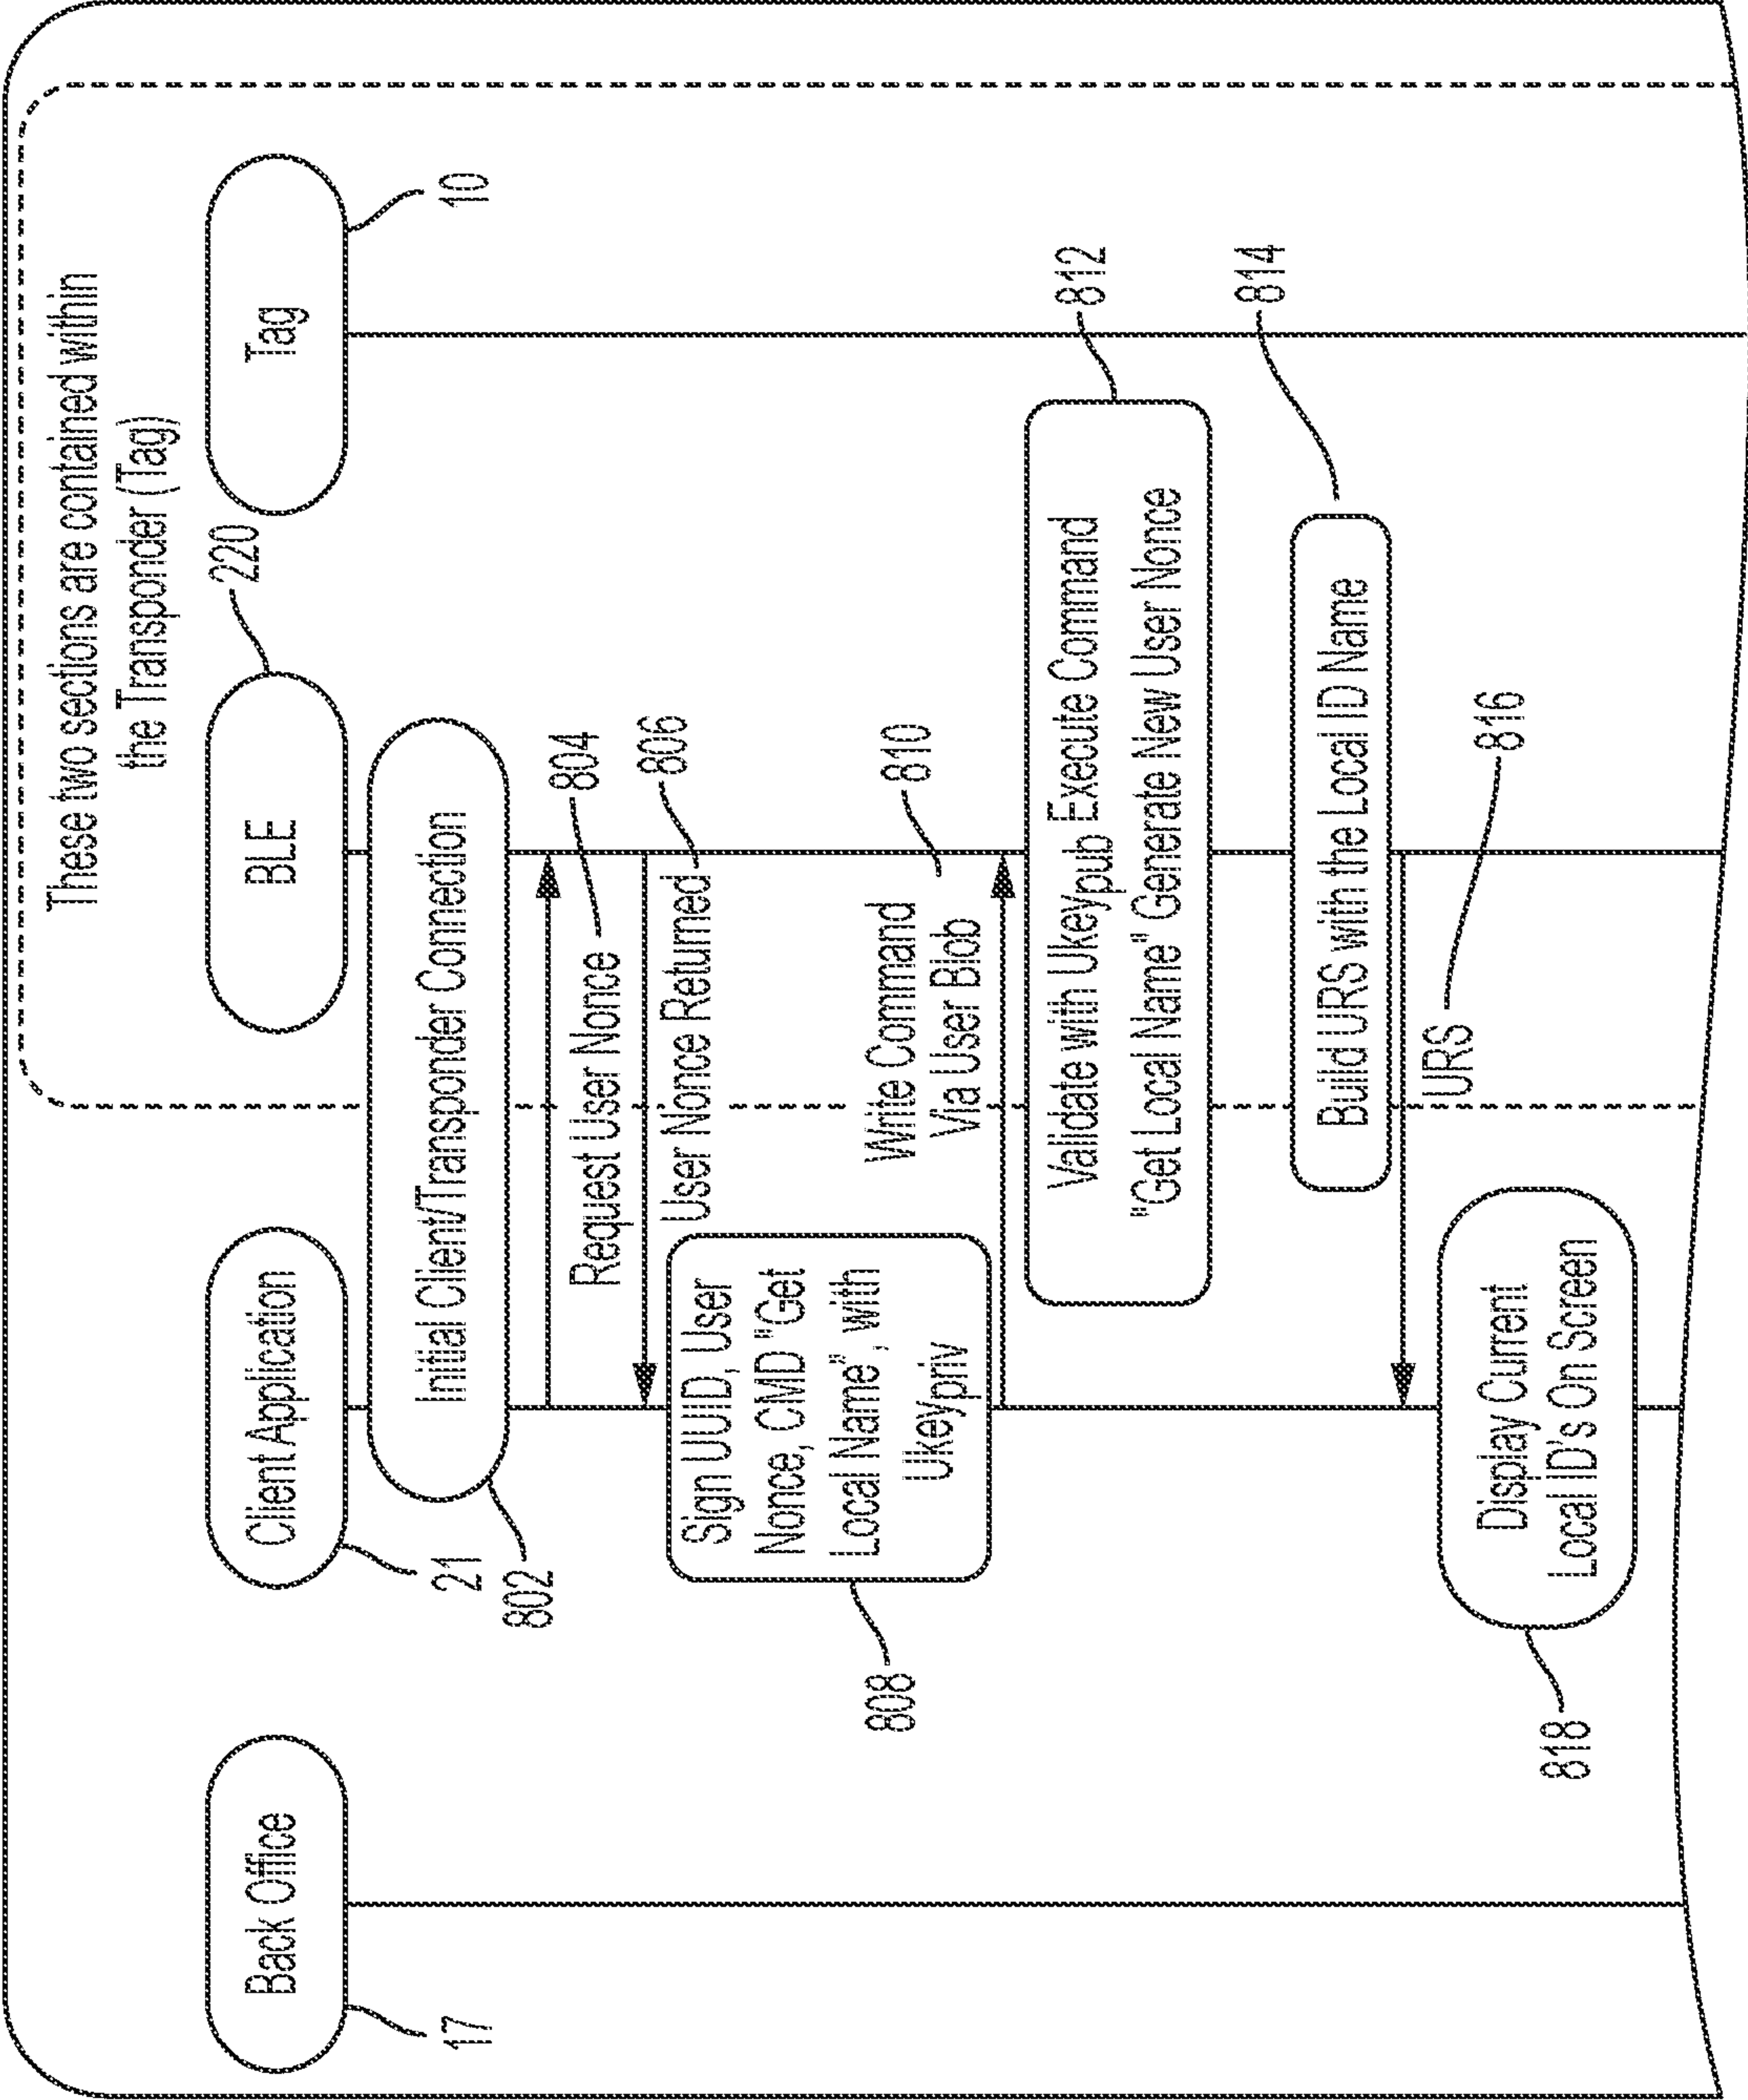 These two sections are contained within
the Transponder (Tag)
Back Office
Client Application
BLE
Tag
17
21
220
10
Initial Client/Transponder Connection
802
804
Request User Nonce
806
User Nonce Returned
Sign UUID, User
Nonce, CMD "Get
Local Name", with
Ukeypriv
808
Write Command
Via User Blob
810
Validate with Ukeypub Execute Command
"Get Local Name" Generate New User Nonce
812
Build URS with the Local ID Name
814
URS
816
Display Current
Local ID's On Screen
818